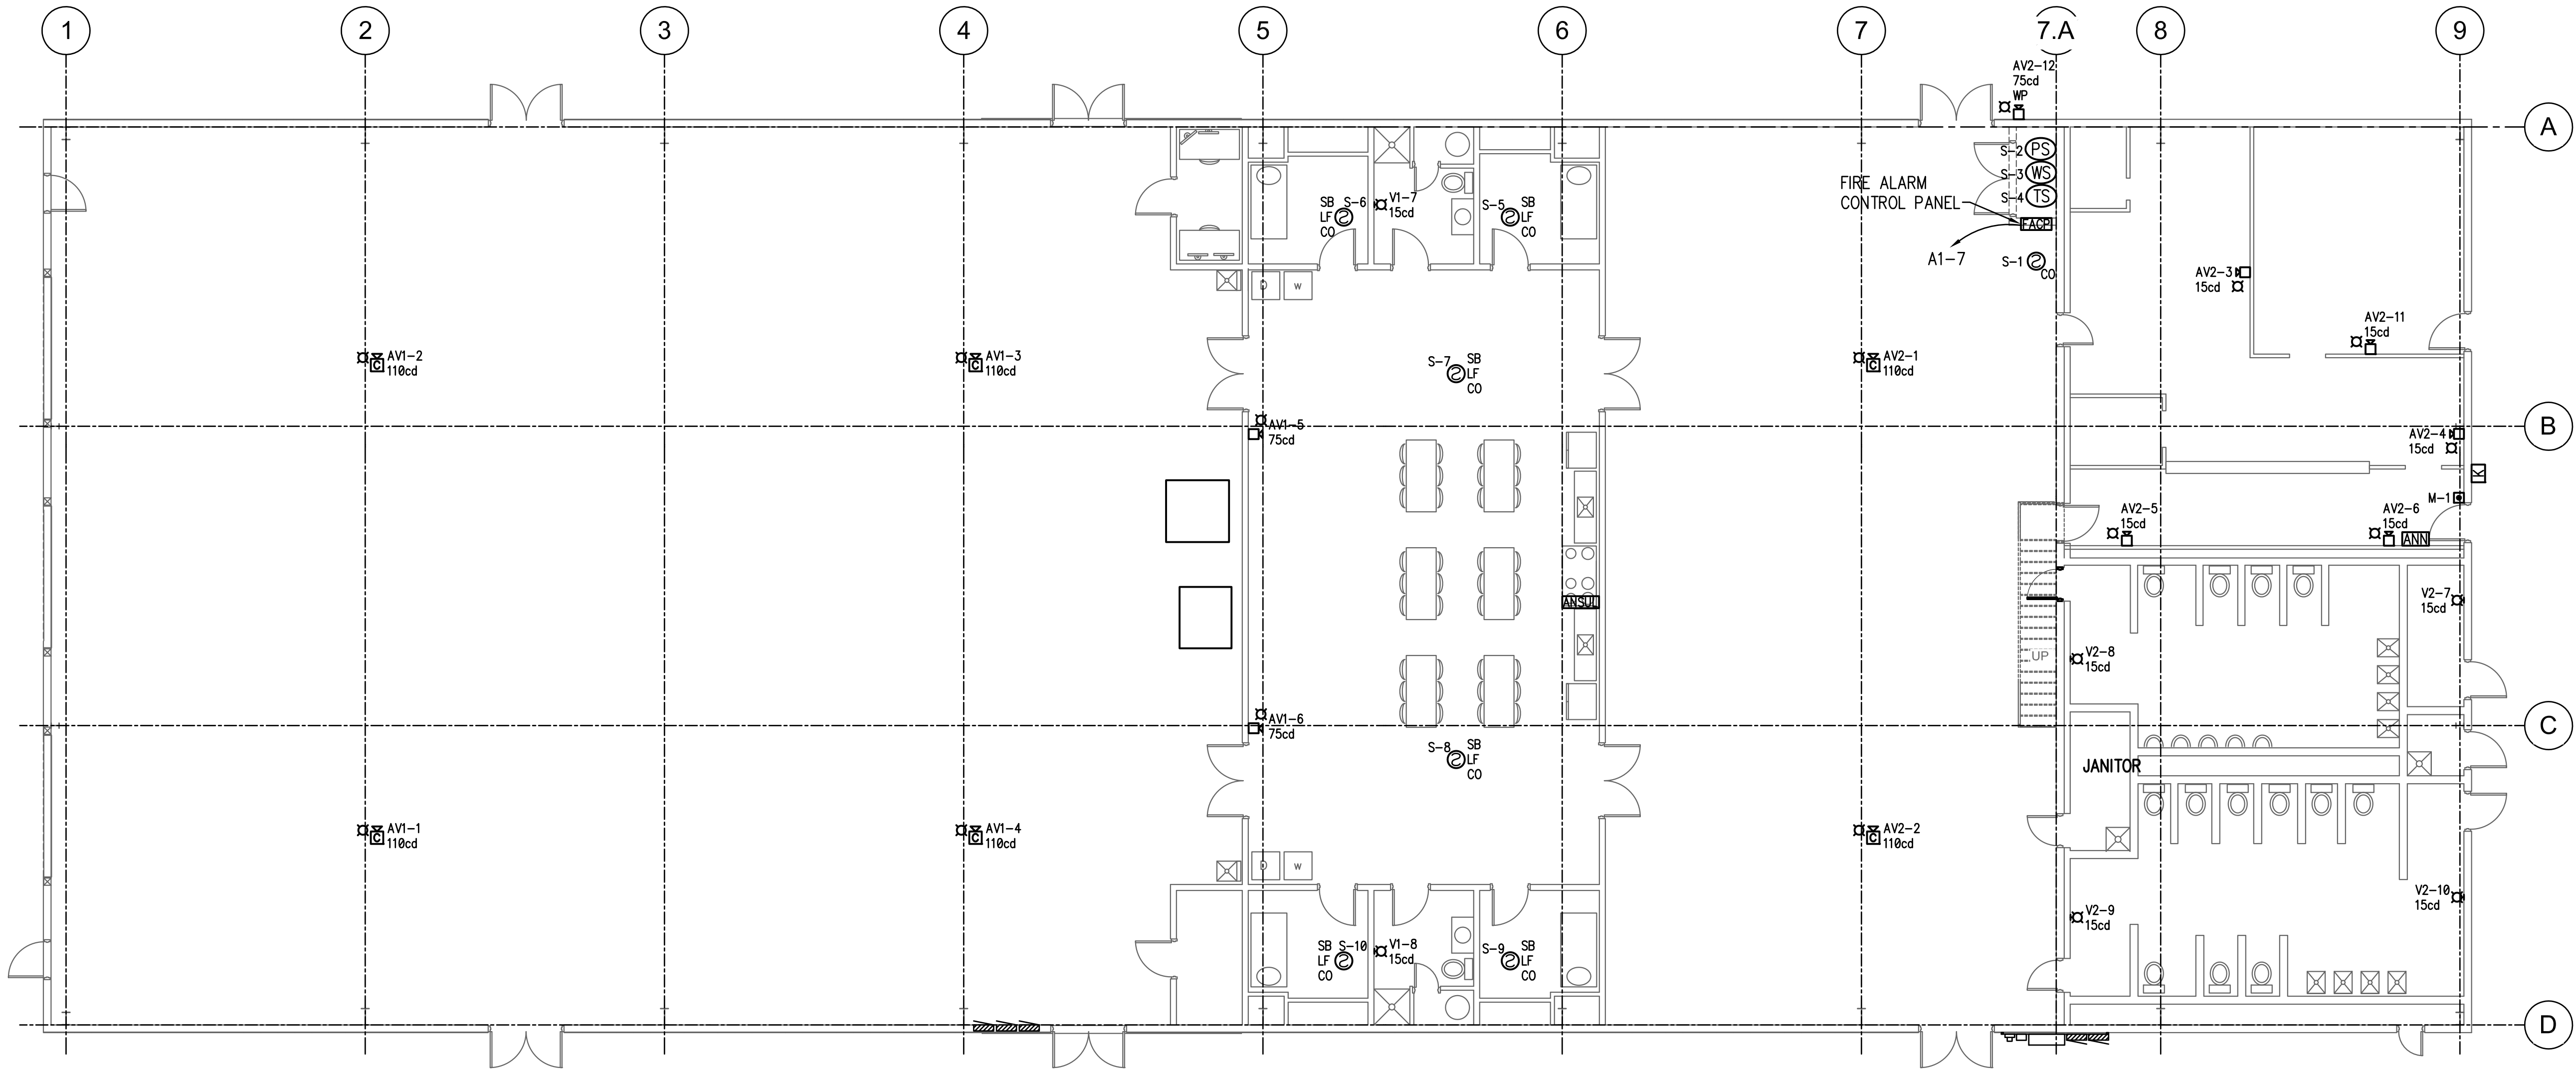 1
2
3
4
5
6
7
7.A
8
9
AV2-12
75cd
WP
A
S-2 PS
S-3 WS
S-4 TS
FIRE ALARM
CONTROL PANEL
FACP
A1-7
S-1
CO
SB
LF
CO
S-6
V1-7
15cd
S-5
SB
LF
CO
AV2-3
15cd
AV2-11
15cd
D
W
AV1-2
C
110cd
AV1-3
C
110cd
S-7
SB
LF
CO
AV2-1
C
110cd
AV1-5
75cd
B
AV2-4
15cd
K
M-1
AV2-5
15cd
AV2-6
15cd
ANN
ANSUL
V2-7
15cd
UP
V2-8
15cd
AV1-6
75cd
C
S-8
SB
LF
CO
JANITOR
AV1-1
C
110cd
AV1-4
C
110cd
AV2-2
C
110cd
D
W
V2-10
15cd
V2-9
15cd
SB
LF
CO
S-10
V1-8
15cd
S-9
SB
LF
CO
D